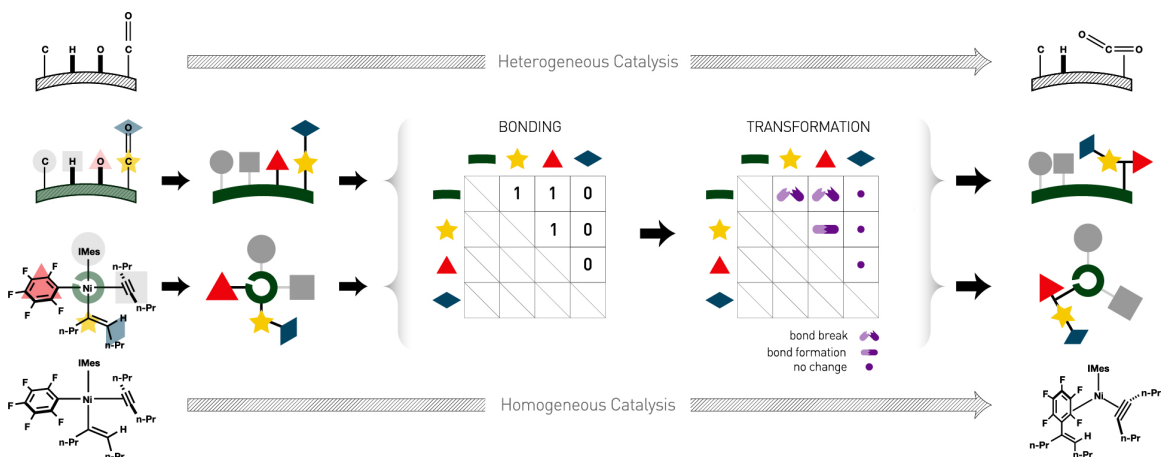 O
C H O C
Heterogeneous Catalysis
O C O
C H
BONDING
TRANSFORMATION
O
C H O C
1 1 0
1 0
0
IMes
n-Pr
F F
F Ni
F F n-Pr
H
n-Pr
n-Pr
bond break
bond formation
no change
IMes
n-Pr
F F
F Ni
F F n-Pr
H
n-Pr
n-Pr
Homogeneous Catalysis
IMes
F Ni n-Pr
F F
F F
n-Pr
H
n-Pr
n-Pr